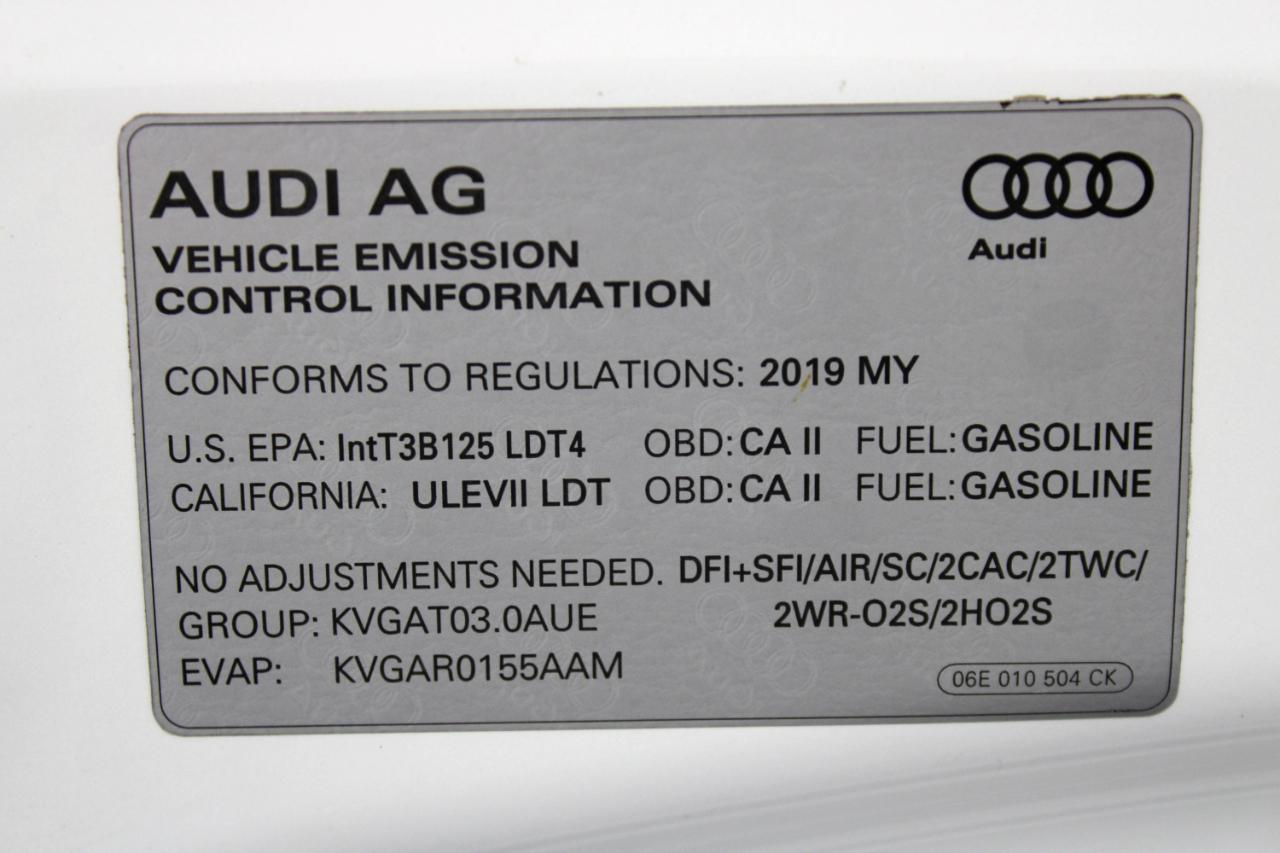 AUDI AG
Audi
VEHICLE EMISSION
CONTROL INFORMATION
CONFORMS TO REGULATIONS: 2019 MY
U.S. EPA: IntT3B125 LDT4 OBD: CA II FUEL: GASOLINE
CALIFORNIA: ULEVII LDT OBD: CA II FUEL: GASOLINE
NO ADJUSTMENTS NEEDED. DFI+SFI/AIR/SC/2CAC/2TWC/
GROUP: KVGAT03.0AUE 2WR-O2S/2HO2S
EVAP: KVGAR0155AAM
06E 010 504 CK